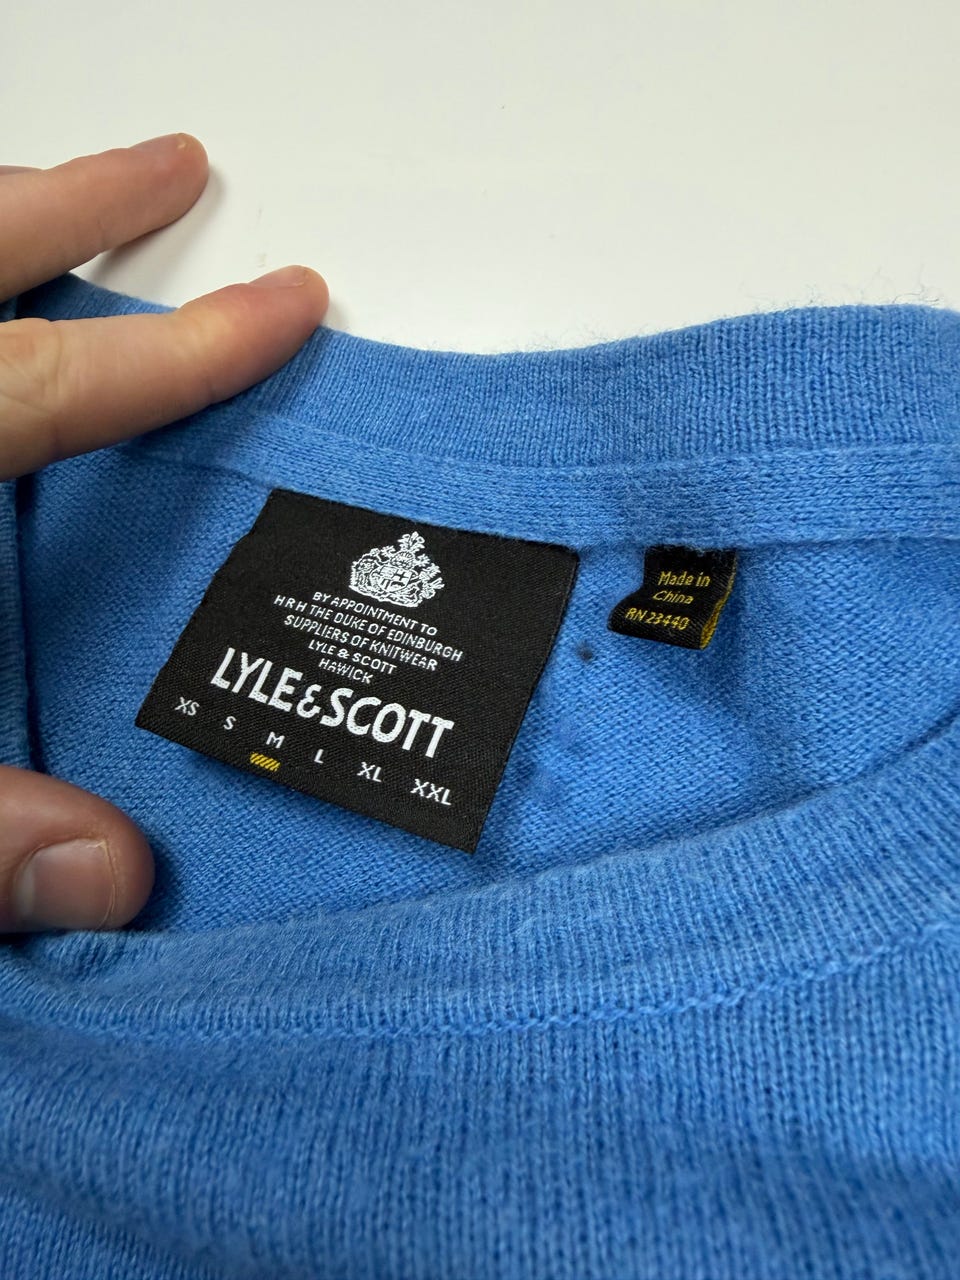 BY APPOINTMENT TO
HRH THE DUKE OF EDINBURGH
SUPPLIERS OF KNITWEAR
LYLE & SCOTT
HAWICK
LYLE&SCOTT
XS S M L XL XXL
Made in
China
RN 23440